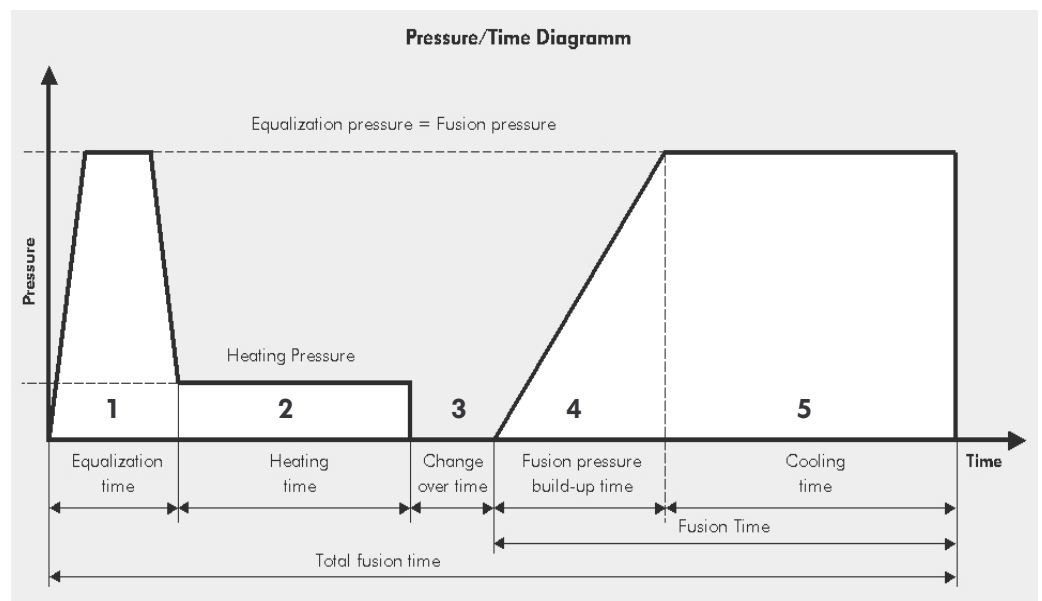 Pressure/Time Diagramm
Equalization pressure = Fusion pressure
Pressure
Heating Pressure
1
2
3
4
5
Equalization
time
Heating
time
Change
over time
Fusion pressure
build-up time
Cooling
time
Time
Fusion Time
Total fusion time